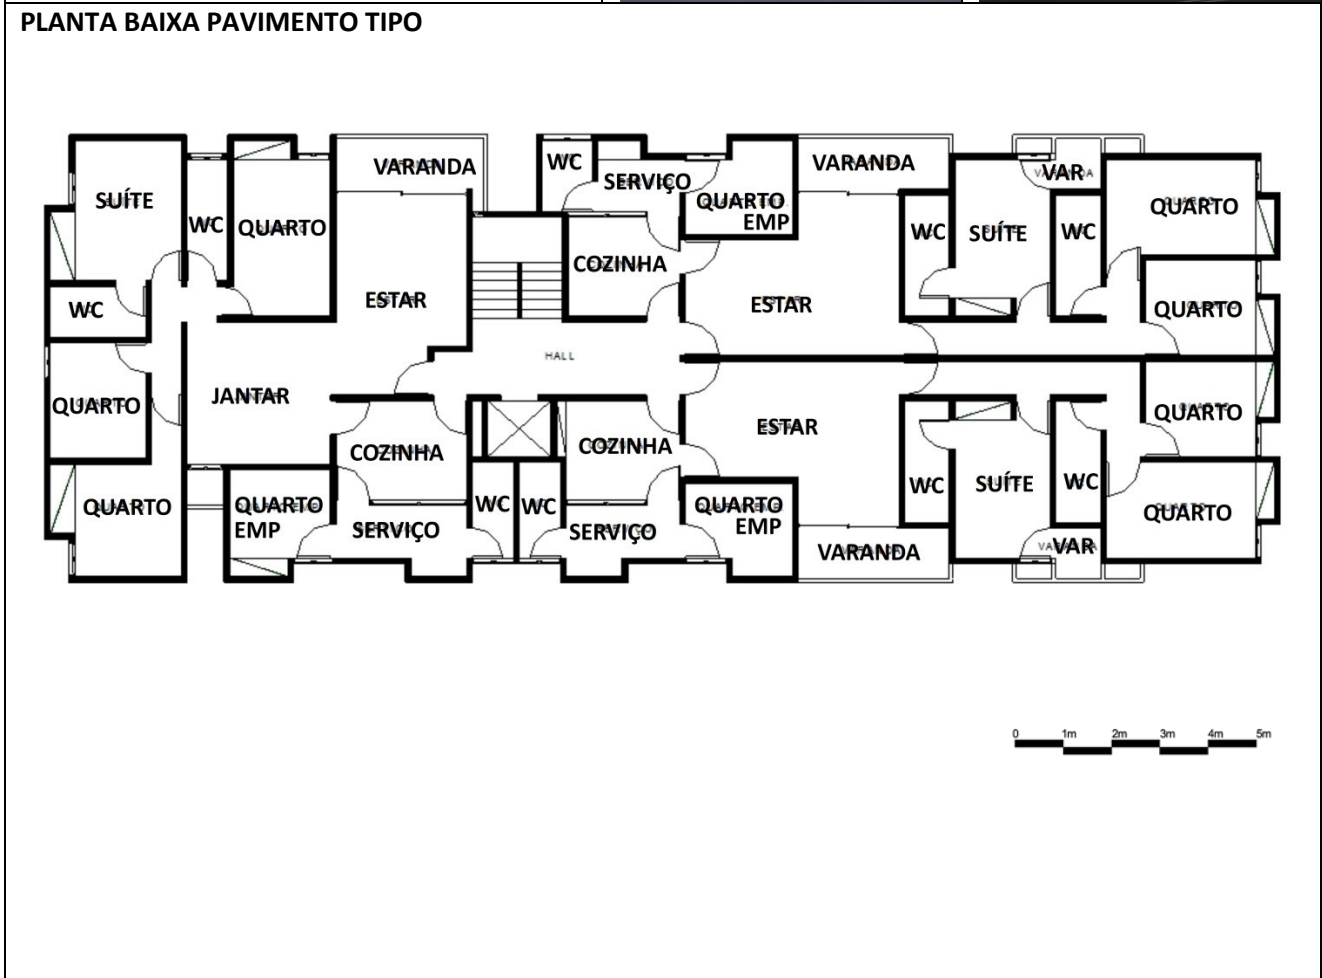 PLANTA BAIXA PAVIMENTO TIPO
VARANDA
WC
SERVIÇO
QUARTO
EMP
VARANDA
VAR
SUÍTE
WC
QUARTO
ESTAR
COZINHA
ESTAR
WC
SUÍTE
WC
QUARTO
QUARTO
WC
HALL
QUARTO
JANTAR
COZINHA
COZINHA
ESTAR
QUARTO
QUARTO
QUARTO
EMP
SERVIÇO
WC
WC
SERVIÇO
QUARTO
EMP
VARANDA
WC
SUÍTE
WC
VAR
QUARTO
0 1m 2m 3m 4m 5m